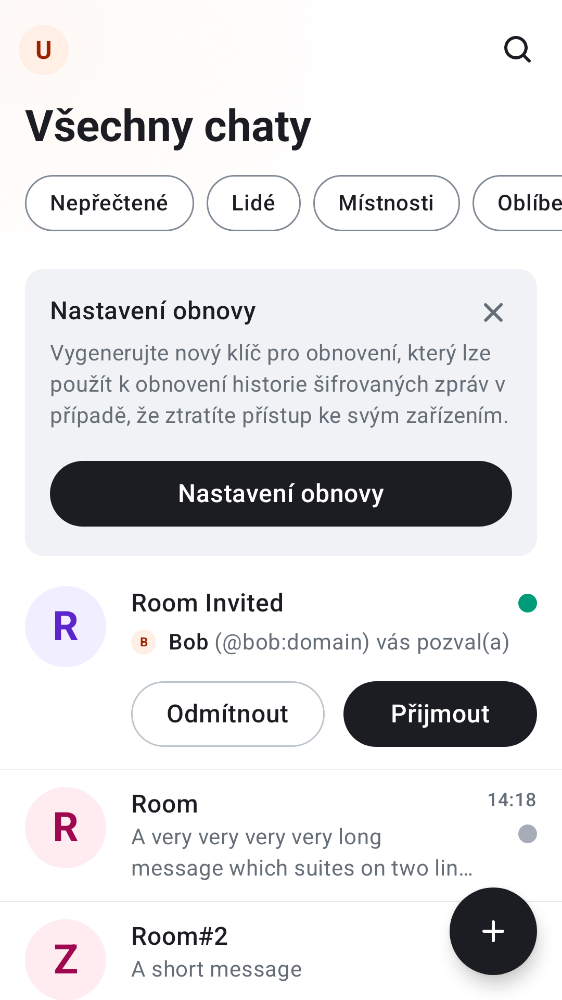 U
Všechny chaty
Nepřečtené
Lidé
Místnosti
Oblíbe
Nastavení obnovy
Vygenerujte nový klíč pro obnovení, který lze
použít k obnovení historie šifrovaných zpráv v
případě, že ztratíte přístup ke svým zařízením.
Nastavení obnovy
R
Room Invited
B Bob (@bob:domain) vás pozval(a)
Odmítnout
Přijmout
R
Room
14:18
A very very very very long
message which suites on two lin…
Z
Room#2
A short message